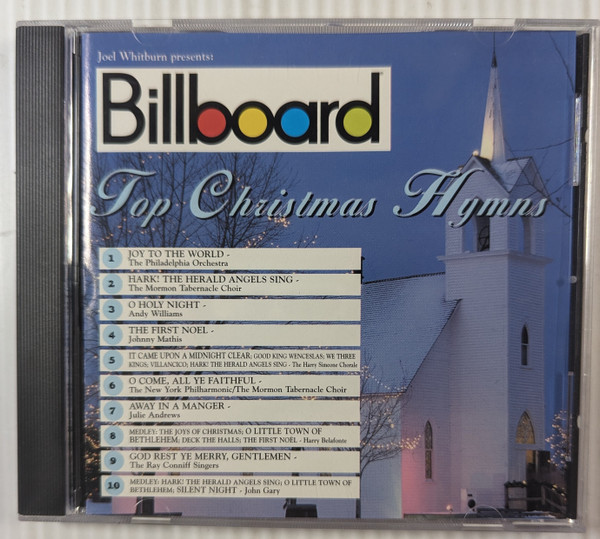 Joel Whitburn presents:
Billboard
Top Christmas Hymns
1 JOY TO THE WORLD -
The Philadelphia Orchestra
2 HARK! THE HERALD ANGELS SING -
The Mormon Tabernacle Choir
3 O HOLY NIGHT -
Andy Williams
4 THE FIRST NOEL -
Johnny Mathis
5 IT CAME UPON A MIDNIGHT CLEAR; GOOD KING WENCESLAS; WE THREE
KINGS; VILLANCICO; HARK! THE HERALD ANGELS SING - The Harry Simeone Chorale
6 O COME, ALL YE FAITHFUL -
The New York Philharmonic/The Mormon Tabernacle Choir
7 AWAY IN A MANGER -
Julie Andrews
8 MEDLEY: THE JOYS OF CHRISTMAS; O LITTLE TOWN OF
BETHLEHEM; DECK THE HALLS; THE FIRST NOËL - Harry Belafonte
9 GOD REST YE MERRY, GENTLEMEN -
The Ray Conniff Singers
10 MEDLEY: HARK! THE HERALD ANGELS SING; O LITTLE TOWN OF
BETHLEHEM; SILENT NIGHT - John Gary